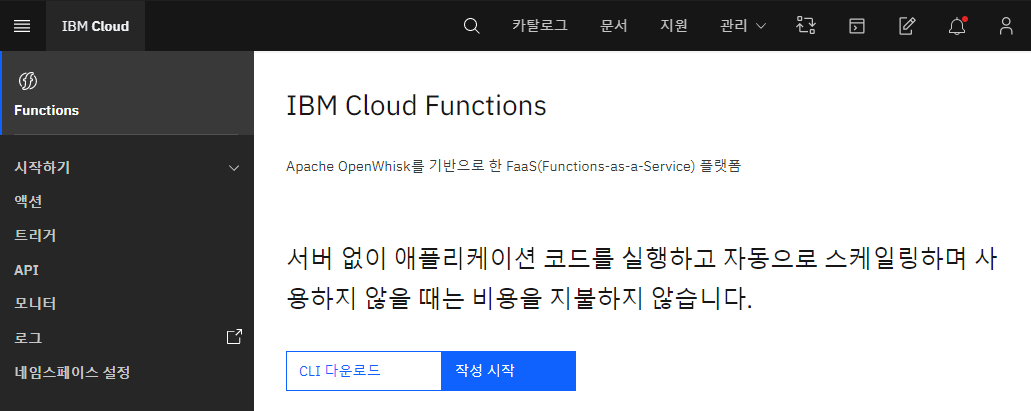 IBM Cloud
카탈로그
문서
지원
관리
Functions
시작하기
액션
트리거
API
모니터
로그
네임스페이스 설정
IBM Cloud Functions
Apache OpenWhisk를 기반으로 한 FaaS(Functions-as-a-Service) 플랫폼
서버 없이 애플리케이션 코드를 실행하고 자동으로 스케일링하며 사
용하지 않을 때는 비용을 지불하지 않습니다.
CLI 다운로드
작성 시작